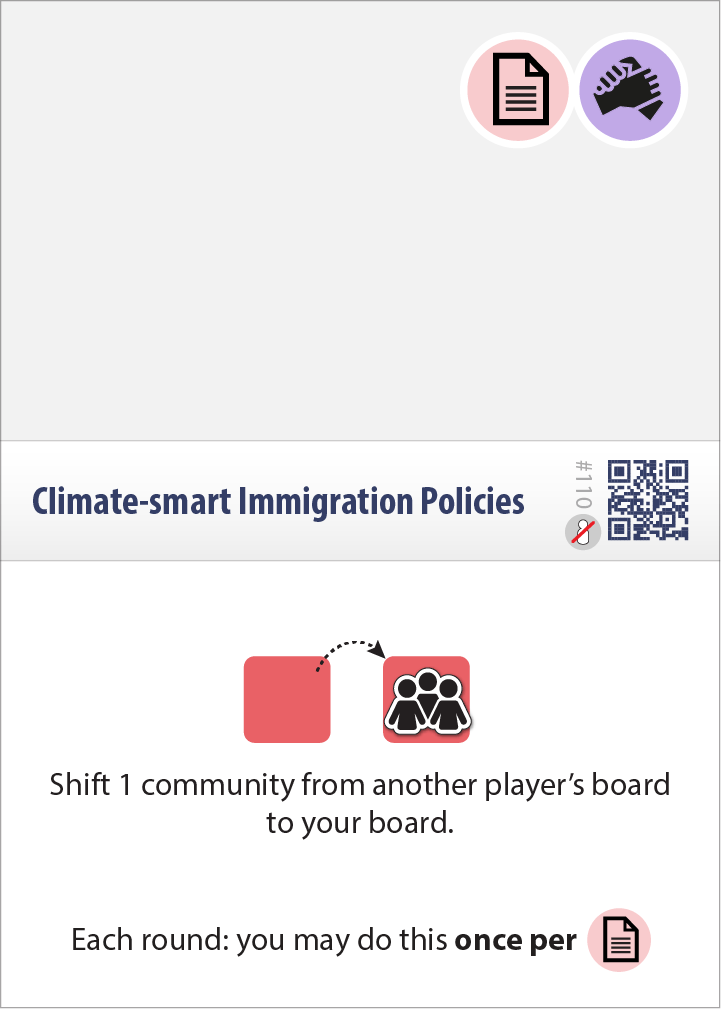 Climate-smart Immigration Policies
#110
Shift 1 community from another player’s board
to your board.
Each round: you may do this once per